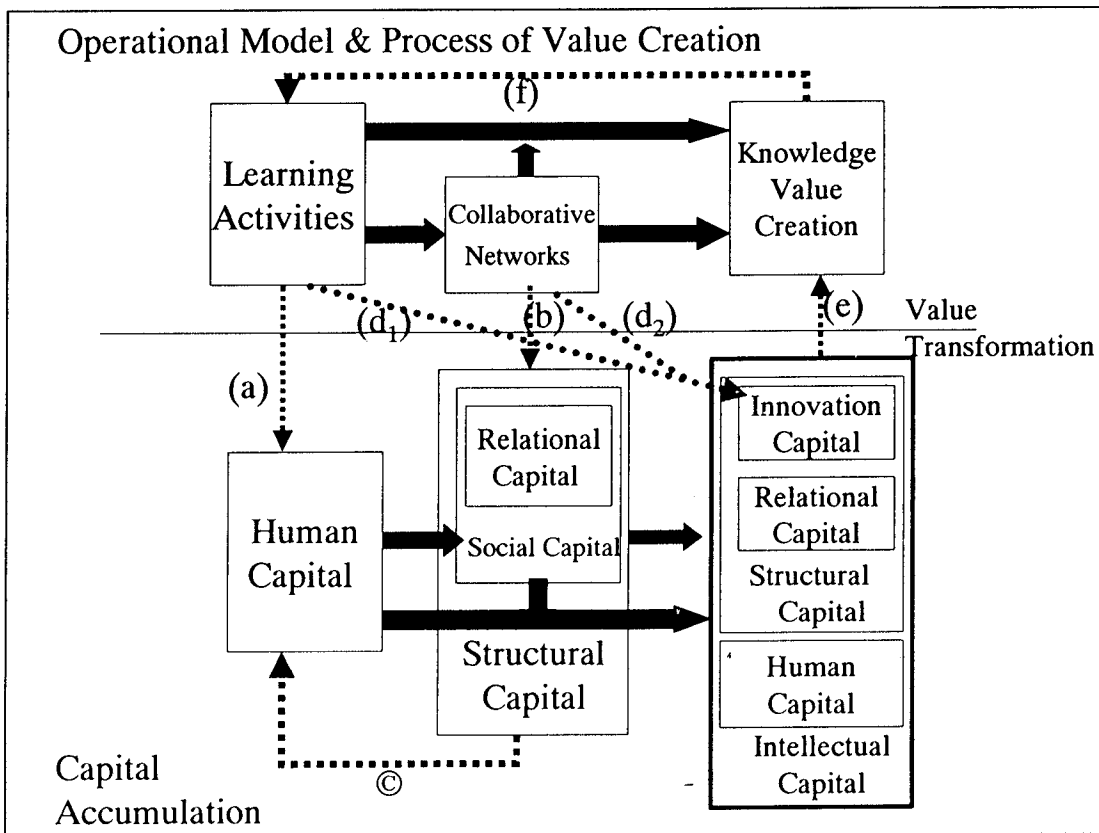 Operational Model & Process of Value Creation
(f)
Learning
Activities
Collaborative
Networks
Knowledge
Value
Creation
(d1)
(b)
(d2)
(e)
Value
Transformation
(a)
Human
Capital
Relational
Capital
Social Capital
Structural
Capital
Innovation
Capital
Relational
Capital
Structural
Capital
Human
Capital
Intellectual
Capital
©
Capital
Accumulation